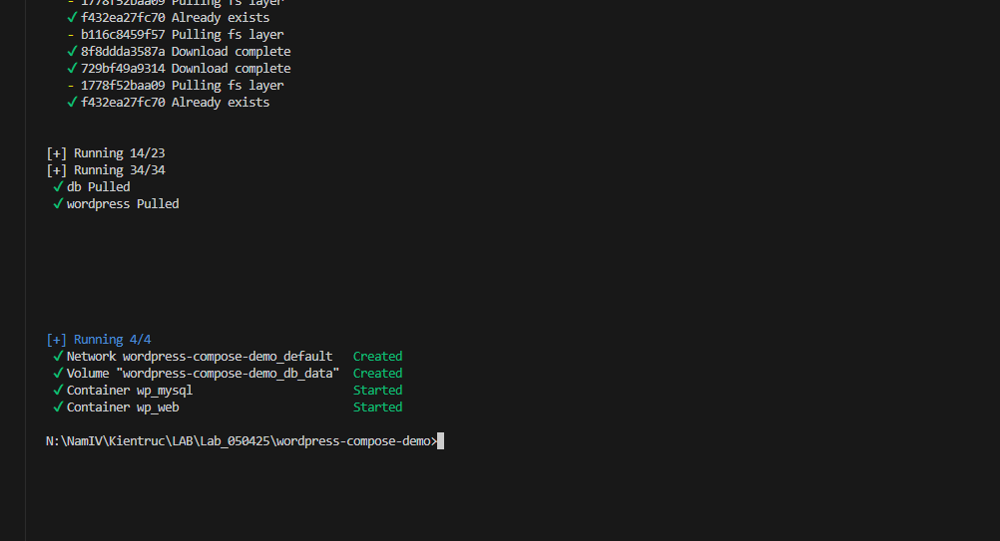 - 1778f52baa09 Pulling fs layer
✔ f432ea27fc70 Already exists
- b116c8459f57 Pulling fs layer
✔ 8f8ddda3587a Download complete
✔ 729bf49a9314 Download complete
- 1778f52baa09 Pulling fs layer
✔ f432ea27fc70 Already exists
[+] Running 14/23
[+] Running 34/34
✔ db Pulled
✔ wordpress Pulled
[+] Running 4/4
✔ Network wordpress-compose-demo_default Created
✔ Volume "wordpress-compose-demo_db_data" Created
✔ Container wp_mysql Started
✔ Container wp_web Started
N:\NamIV\Kientruc\LAB\Lab_050425\wordpress-compose-demo>